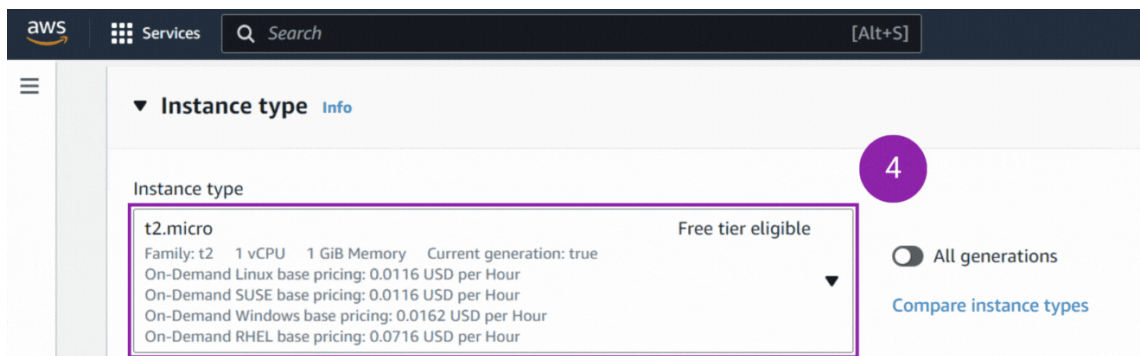 aws Services Search [Alt+S]
Instance type Info
4
Instance type
t2.micro Free tier eligible
Family: t2 1 vCPU 1 GiB Memory Current generation: true
On-Demand Linux base pricing: 0.0116 USD per Hour
On-Demand SUSE base pricing: 0.0116 USD per Hour
On-Demand Windows base pricing: 0.0162 USD per Hour
On-Demand RHEL base pricing: 0.0716 USD per Hour
All generations
Compare instance types